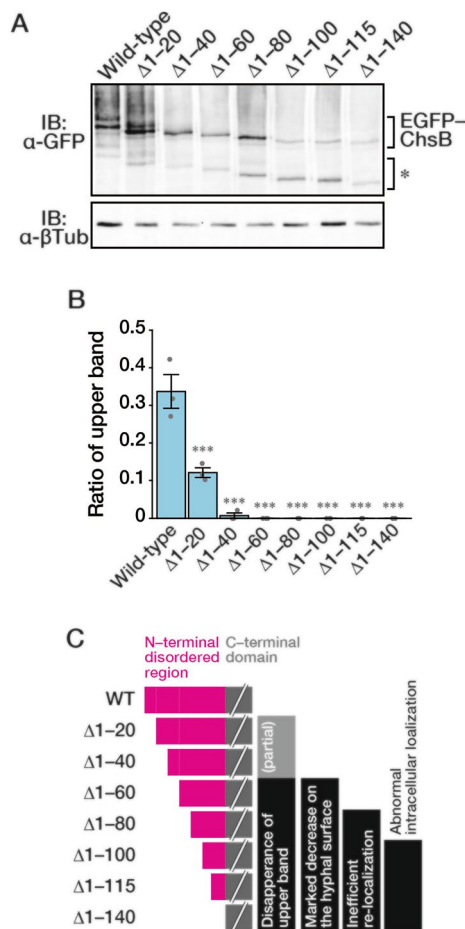 A
Wild-type
Δ1–20
Δ1–40
Δ1–60
Δ1–80
Δ1–100
Δ1–115
Δ1–140
IB:
α-GFP
EGFP–
ChsB
*
IB:
α-βTub
B
Ratio of upper band
0.5
0.4
0.3
0.2
0.1
0
***
***
***
***
***
***
***
Wild-type
Δ1–20
Δ1–40
Δ1–60
Δ1–80
Δ1–100
Δ1–115
Δ1–140
C
N-terminal
disordered
region
C-terminal
domain
WT
Δ1–20
Δ1–40
Δ1–60
Δ1–80
Δ1–100
Δ1–115
Δ1–140
(partial)
Disapperance of
upper band
Marked decrease on
the hyphal surface
Inefficient
re-localization
Abnormal
intracellular loalization